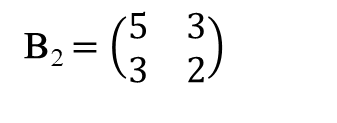 B₂ = (5 3
3 2)